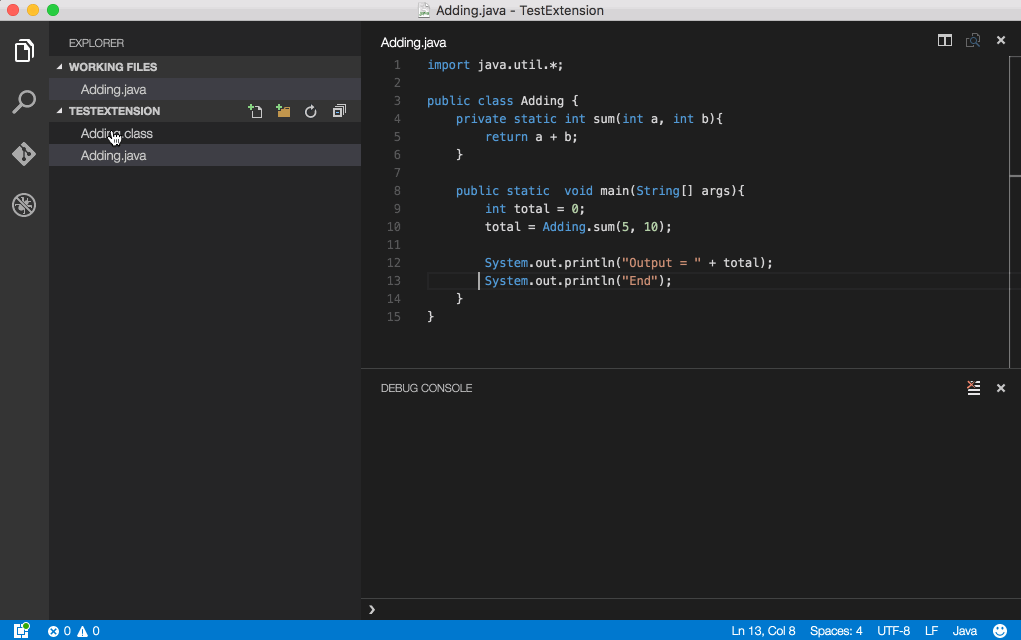 Adding.java - TestExtension
EXPLORER
WORKING FILES
Adding.java
TESTEXTENSION
Adding.class
Adding.java
Adding.java
1 import java.util.*;
2
3 public class Adding {
4     private static int sum(int a, int b){
5         return a + b;
6     }
7
8     public static  void main(String[] args){
9         int total = 0;
10         total = Adding.sum(5, 10);
11
12         System.out.println("Output = " + total);
13         System.out.println("End");
14     }
15 }
DEBUG CONSOLE
0 0 Ln 13, Col 8 Spaces: 4 UTF-8 LF Java